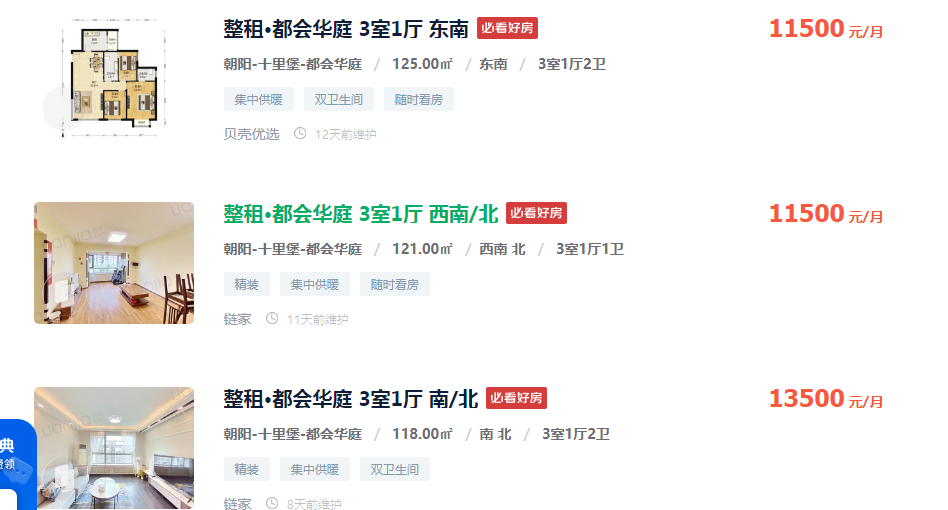 整租·都会华庭 3室1厅 东南 必看好房
11500 元/月
朝阳-十里堡-都会华庭 / 125.00㎡ / 东南 / 3室1厅2卫
集中供暖 双卫生间 随时看房
贝壳优选 12天前维护
整租·都会华庭 3室1厅 西南/北 必看好房
11500 元/月
朝阳-十里堡-都会华庭 / 121.00㎡ / 西南 北 / 3室1厅1卫
精装 集中供暖 随时看房
链家 11天前维护
整租·都会华庭 3室1厅 南/北 必看好房
13500 元/月
朝阳-十里堡-都会华庭 / 118.00㎡ / 南 北 / 3室1厅2卫
精装 集中供暖 双卫生间
链家 8天前维护
典
领